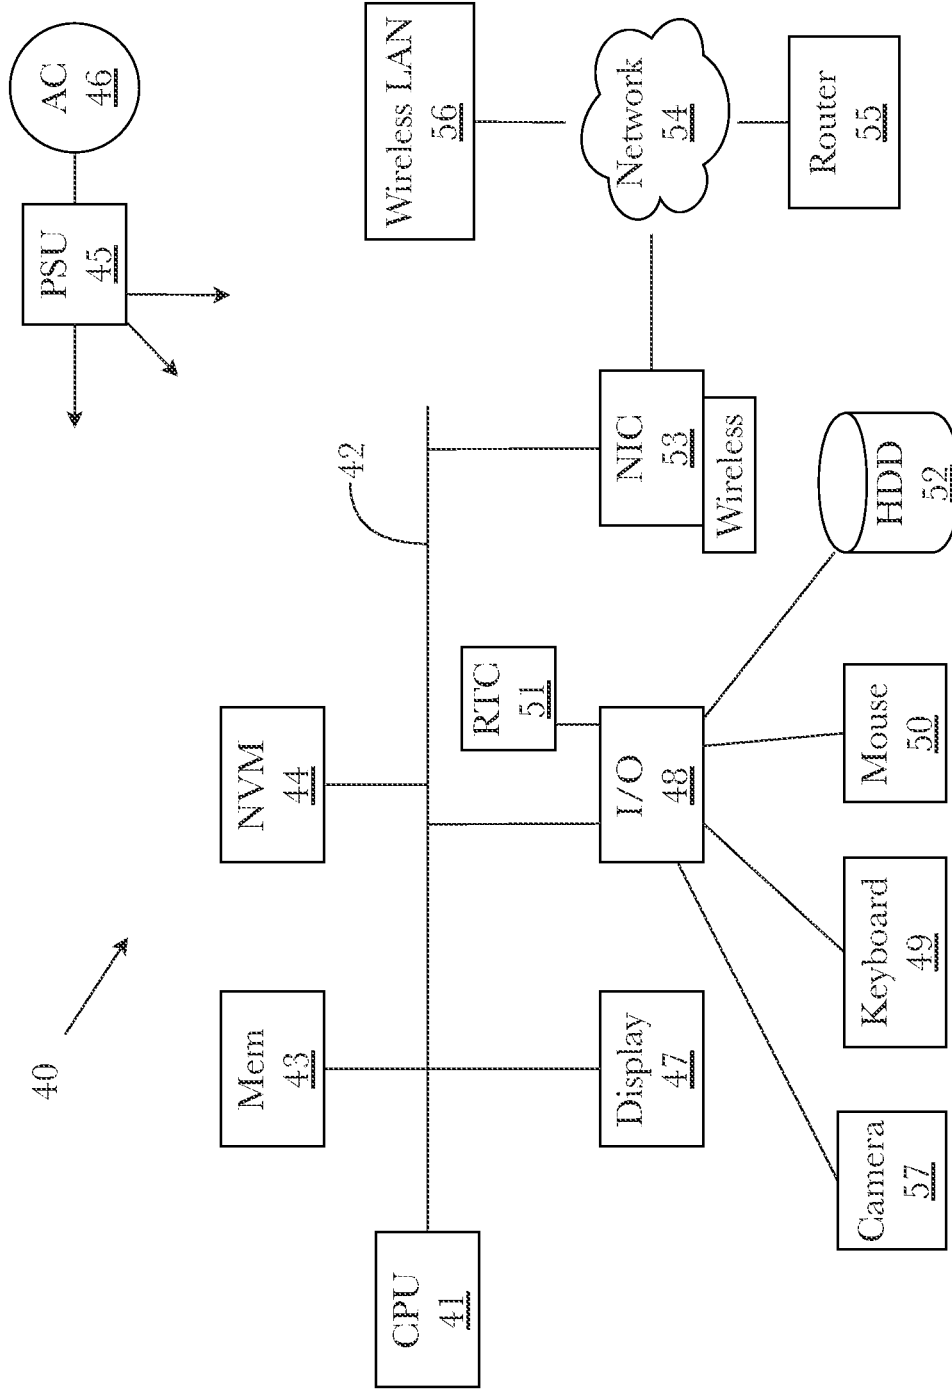 40
CPU
41
Mem
43
NVM
44
42
PSU
45
AC
46
Display
47
I/O
48
RTC
51
NIC
53
Wireless
Network
54
Wireless LAN
56
Router
55
Camera
57
Keyboard
49
Mouse
50
HDD
52